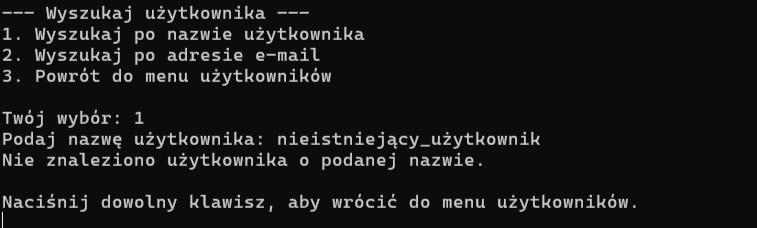 --- Wyszukaj użytkownika ---
1. Wyszukaj po nazwie użytkownika
2. Wyszukaj po adresie e-mail
3. Powrót do menu użytkowników
Twój wybór: 1
Podaj nazwę użytkownika: nieistniejący_użytkownik
Nie znaleziono użytkownika o podanej nazwie.
Naciśnij dowolny klawisz, aby wrócić do menu użytkowników.